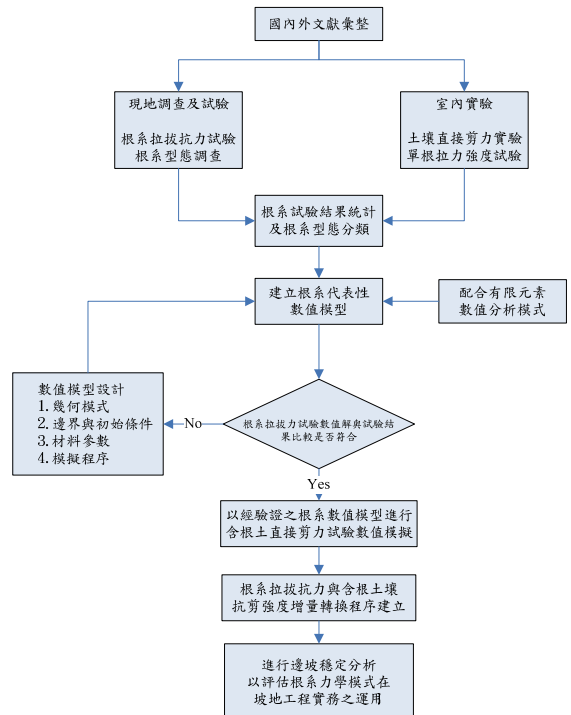 國內外文獻彙整
現地調查及試驗
根系拉拔抗力試驗
根系型態調查
室內實驗
土壤直接剪力實驗
單根拉力強度試驗
根系試驗結果統計
及根系型態分類
建立根系代表性
數值模型
配合有限元素
數值分析模式
數值模型設計
1.幾何模式
2.邊界與初始條件
3.材料參數
4.模擬程序
No
根系拉拔力試驗數值解與試驗結
果比較是否符合
Yes
以經驗證之根系數值模型進行
含根土直接剪力試驗數值模擬
根系拉拔抗力與含根土壤
抗剪強度增量轉換程序建立
進行邊坡穩定分析
以評估根系力學模式在
坡地工程實務之運用